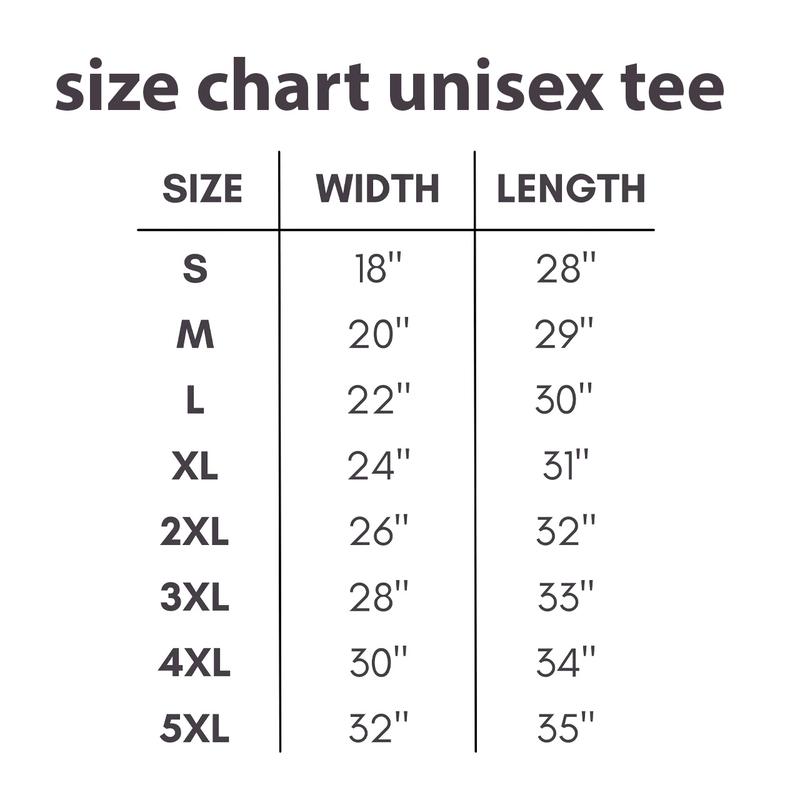 size chart unisex tee
SIZE WIDTH LENGTH
S 18" 28"
M 20" 29"
L 22" 30"
XL 24" 31"
2XL 26" 32"
3XL 28" 33"
4XL 30" 34"
5XL 32" 35"